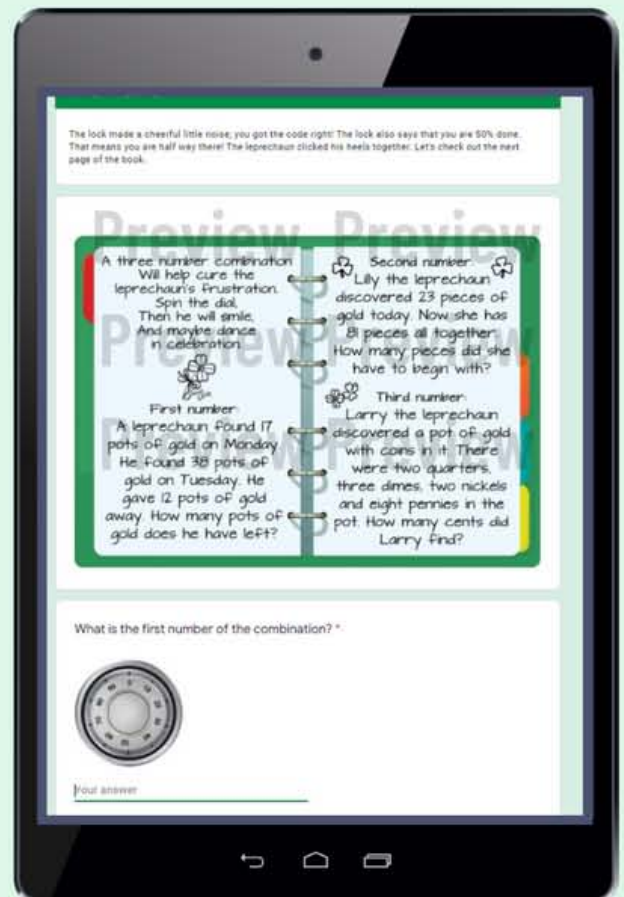 The lock made a cheerful little noise; you got the code right! The lock also says that you are 50% done.
That means you are half way there! The leprechaun clicked his heels together. Let's check out the next
page of the book.
Preview Preview
A three number combination
Will help cure the
leprechaun's frustration.
Spin the dial,
Then he will smile,
And maybe dance
in celebration.
First number:
A leprechaun found 17
pots of gold on Monday.
He found 38 pots of
gold on Tuesday. He
gave 12 pots of gold
away. How many pots of
gold does he have left?
Second number:
Lilly the leprechaun
discovered 23 pieces of
gold today. Now she has
81 pieces all together.
How many pieces did she
have to begin with?
Third number:
Larry the leprechaun
discovered a pot of gold
with coins in it. There
were two quarters,
three dimes, two nickels
and eight pennies in the
pot. How many cents did
Larry find?
Preview Preview
Preview Preview
What is the first number of the combination? *
Your answer